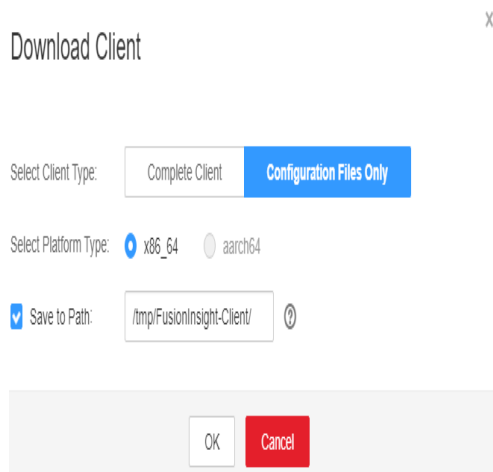 Download Client
Select Client Type: Complete Client Configuration Files Only
Select Platform Type: x86_64 aarch64
Save to Path: /tmp/FusionInsight-Client/ ?
OK Cancel